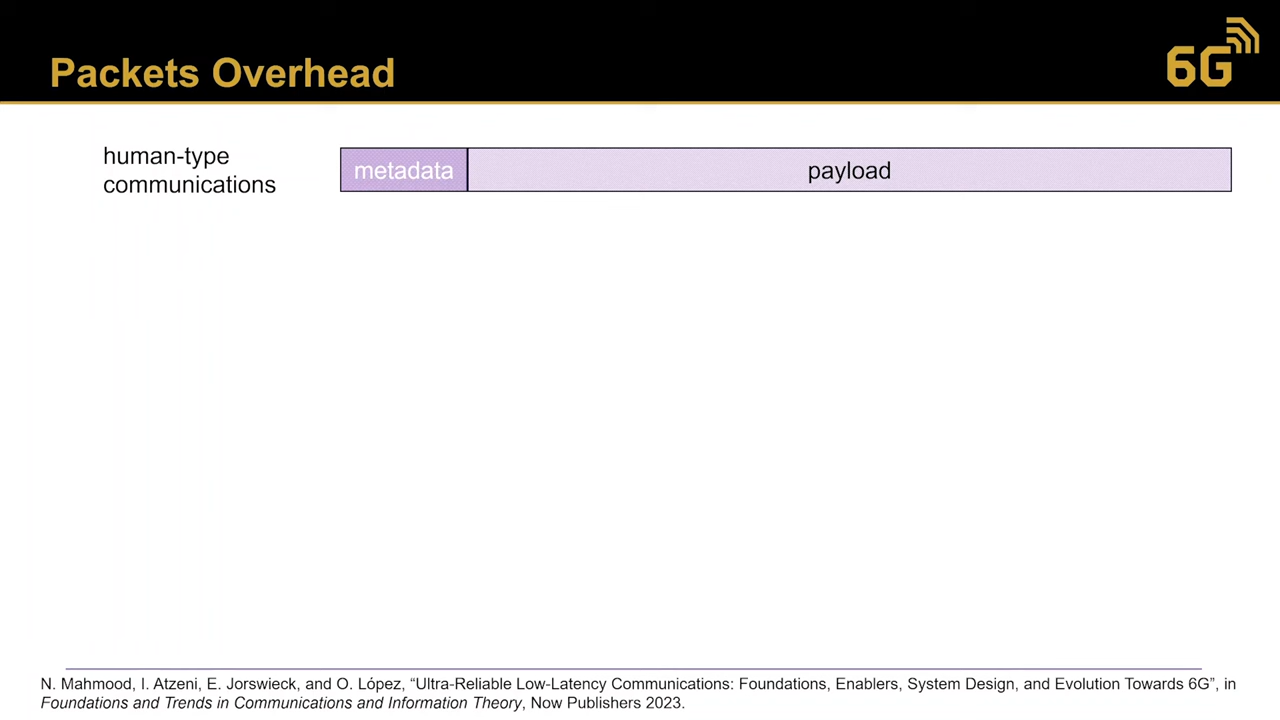 Packets Overhead
6G
human-type
communications
metadata
payload
N. Mahmood, I. Atzeni, E. Jorswieck, and O. López, “Ultra-Reliable Low-Latency Communications: Foundations, Enablers, System Design, and Evolution Towards 6G”, in
Foundations and Trends in Communications and Information Theory, Now Publishers 2023.